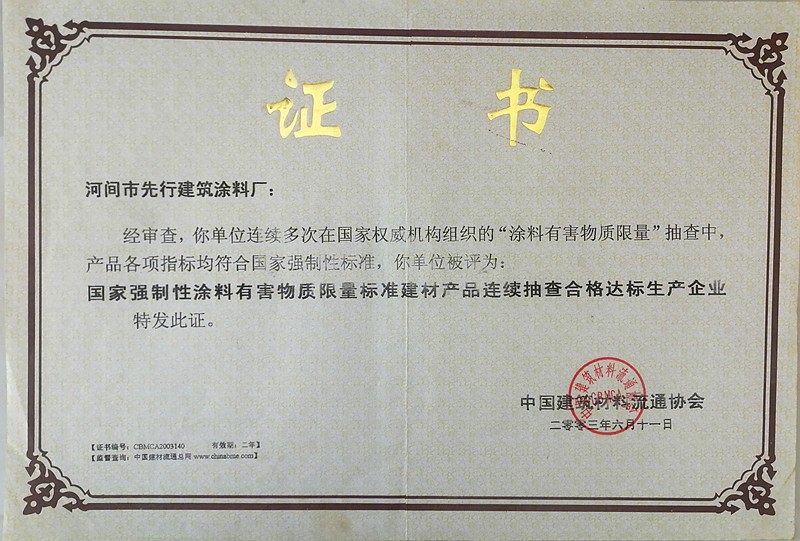 证 书
河间市先行建筑涂料厂：
经审查，你单位连续多次在国家权威机构组织的“涂料有害物质限量”抽查中，
产品各项指标均符合国家强制性标准，你单位被评为：
国家强制性涂料有害物质限量标准建材产品连续抽查合格达标生产企业
特发此证。
中国建筑材料流通协会
二零零三年六月十一日
【证书编号：CBMCA2003140 有效期：二年】
【监督查询：中国建材流通总网 www.chinabme.com】